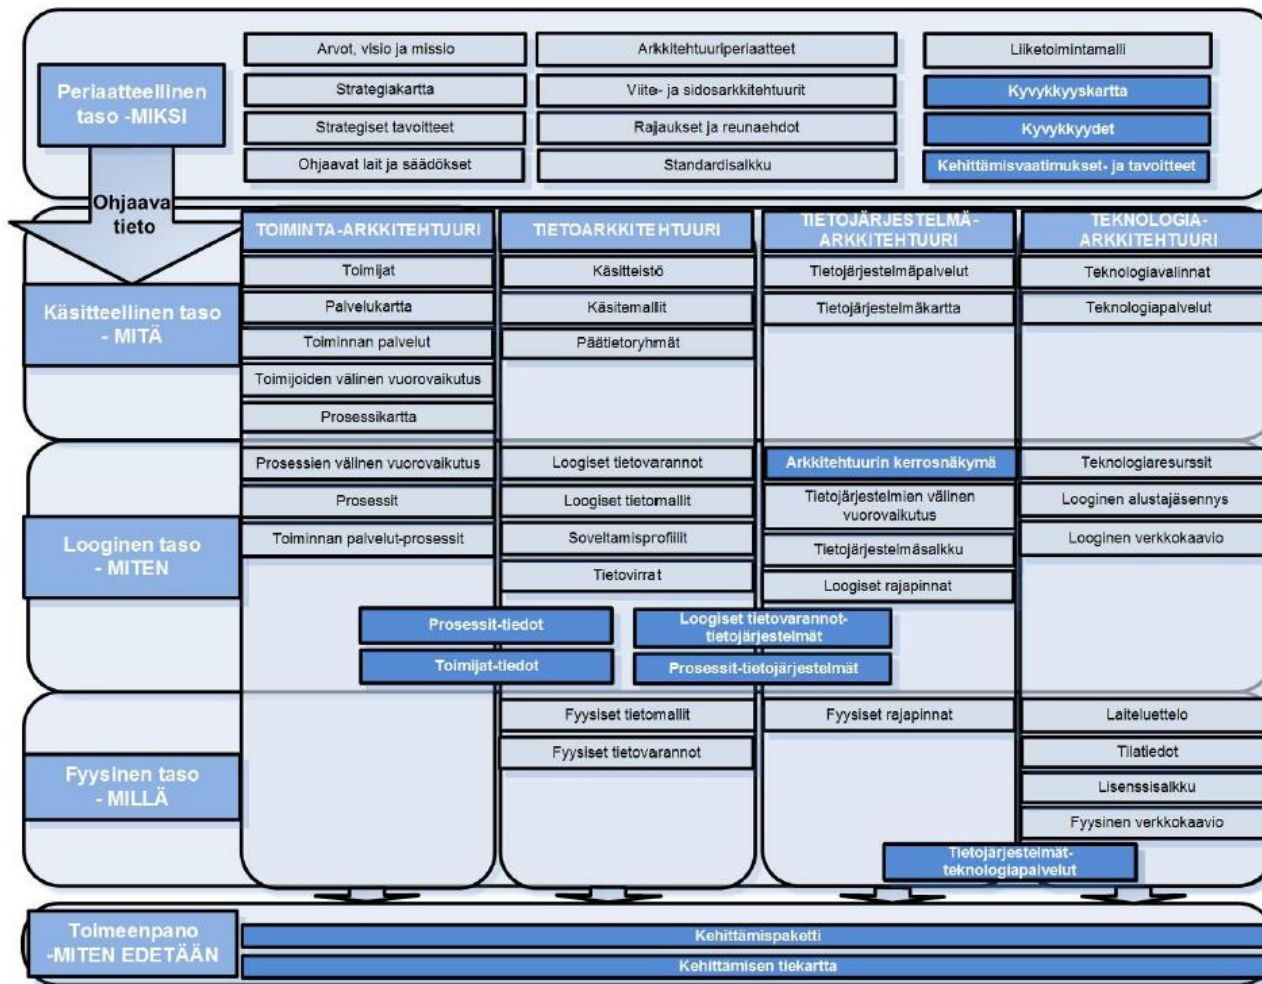 Periaatteellinen
taso -MIKSI
Arvot, visio ja missio
Arkkitehtuuriperiaatteet
Liiketoimintamalli
Strategiakartta
Viite- ja sidosarkkitehtuurit
Kyvykkyyskartta
Strategiset tavoitteet
Rajaukset ja reunaehdot
Kyvykkyydet
Ohjaavat lait ja säädökset
Standardisalkku
Kehittämisvaatimukset- ja tavoitteet
Ohjaava
tieto
TOIMINTA-ARKKITEHTUURI
TIETOARKKITEHTUURI
TIETOJÄRJESTELMÄ-
ARKKITEHTUURI
TEKNOLOGIA-
ARKKITEHTUURI
Käsitteellinen taso
- MITÄ
Toimijat
Käsitteistö
Tietojärjestelmäpalvelut
Teknologiavalinnat
Palvelukartta
Käsitemallit
Tietojärjestelmäkartta
Teknologiapalvelut
Toiminnan palvelut
Päätietoryhmät
Toimijoiden välinen vuorovaikutus
Prosessikartta
Looginen taso
- MITEN
Prosessien välinen vuorovaikutus
Loogiset tietovarannot
Arkkitehtuurin kerrosnäkymä
Teknologiaresurssit
Prosessit
Loogiset tietomallit
Tietojärjestelmien välinen
vuorovaikutus
Looginen alustajäsennys
Toiminnan palvelut-prosessit
Soveltamisprofiilit
Tietojärjestelmäsalkku
Looginen verkkokaavio
Tietovirrat
Loogiset rajapinnat
Prosessit-tiedot
Loogiset tietovarannot-
tietojärjestelmät
Toimijat-tiedot
Prosessit-tietojärjestelmät
Fyysinen taso
- MILLÄ
Fyysiset tietomallit
Fyysiset rajapinnat
Laiteluettelo
Fyysiset tietovarannot
Tilatiedot
Lisenssisalkku
Fyysinen verkkokaavio
Tietojärjestelmät-
teknologiapalvelut
Toimeenpano
-MITEN EDETÄÄN
Kehittämispaketti
Kehittämisen tiekartta